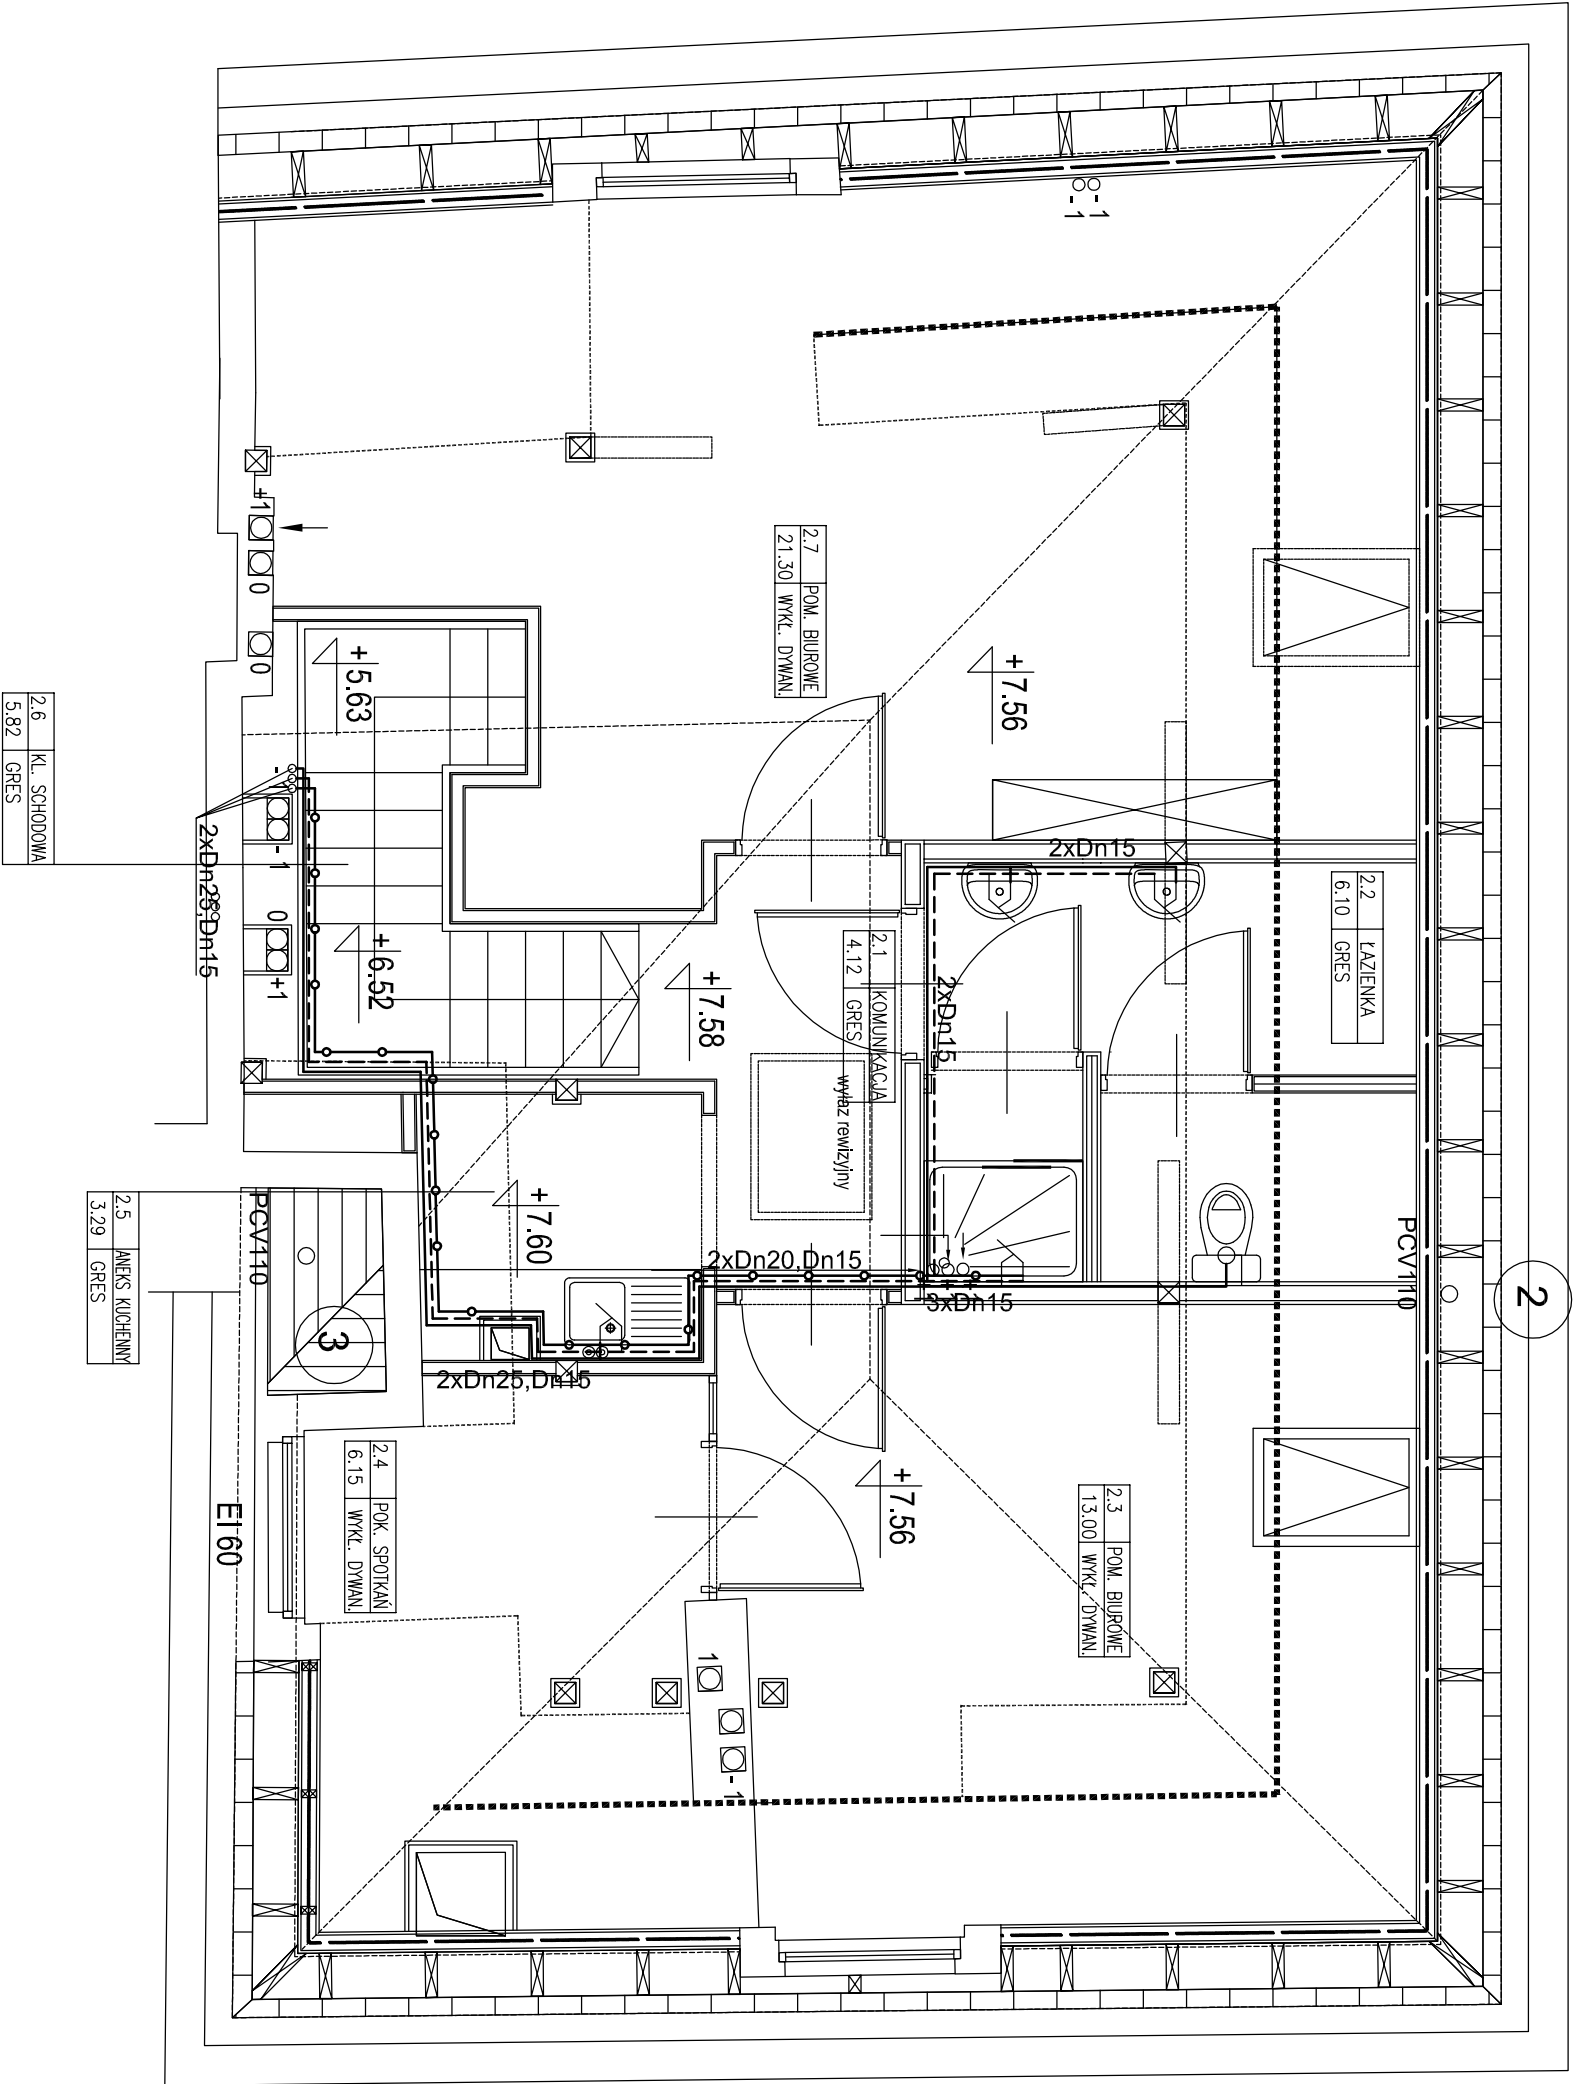 2
PCV110
2.2 ŁAZIENKA
6.10 GRES
2xDn15
2xDn15
3xDn15
2xDn20,Dn15
- 1
- 1
+7.56
2.7 POM. BIUROWE
21.30 WYKŁ. DYWAN.
2.1 KOMUNIKACJA
4.12 GRES
wyłaz rewizyjny
+7.58
2.3 POM. BIUROWE
13.00 WYKŁ. DYWAN.
+7.56
+7.60
+5.63
+6.52
+1
0
0
- 1
0
+1
2xDn25,Dn15
2xDn25,Dn15
3
PCV110
2.4 POK. SPOTKAŃ
6.15 WYKŁ. DYWAN.
EI 60
1
- 1
2.5 ANEKS KUCHENNY
3.29 GRES
2.6 KL. SCHODOWA
5.82 GRES